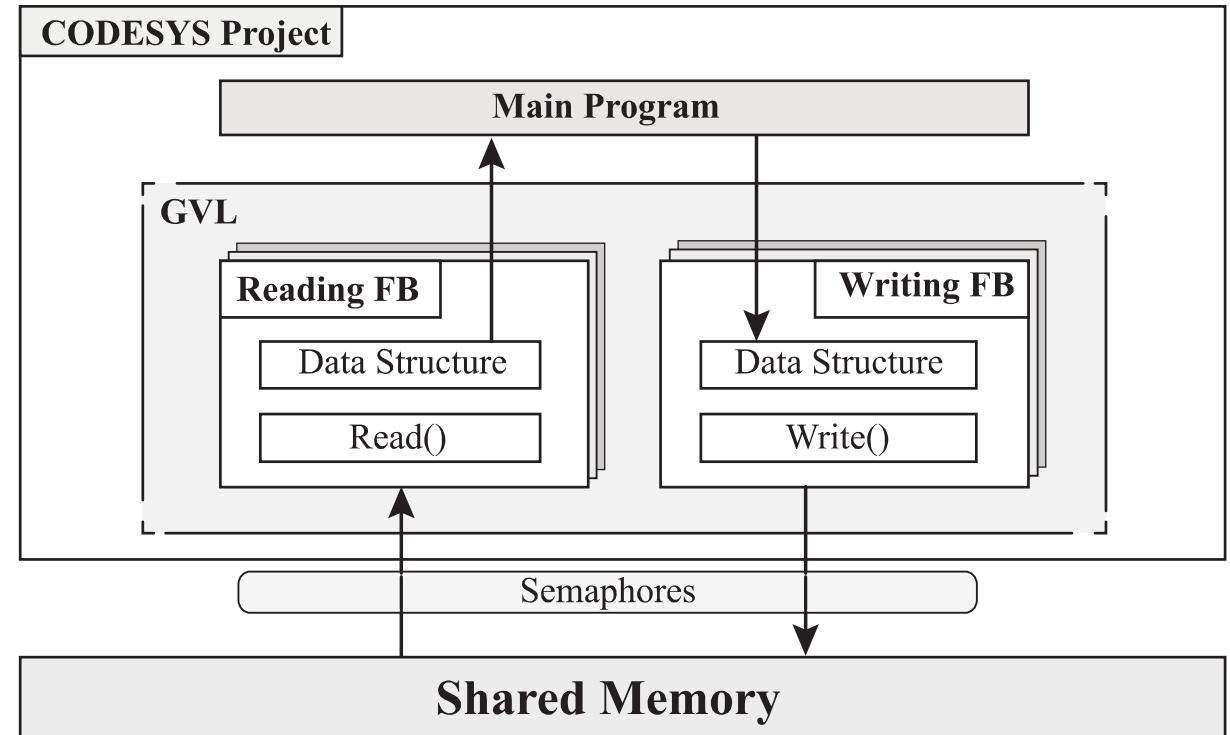 CODESYS Project
Main Program
GVL
Reading FB
Data Structure
Read()
Writing FB
Data Structure
Write()
Semaphores
Shared Memory